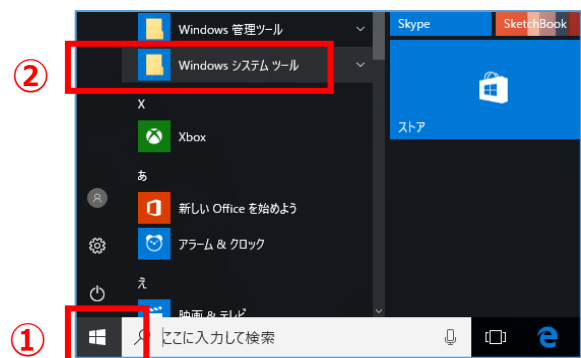 Windows 管理ツール
Skype
SketchBook
② Windows システム ツール
X
Xbox
ストア
あ
新しい Office を始めよう
アラーム & クロック
え
映画 & テレビ
① ここに入力して検索